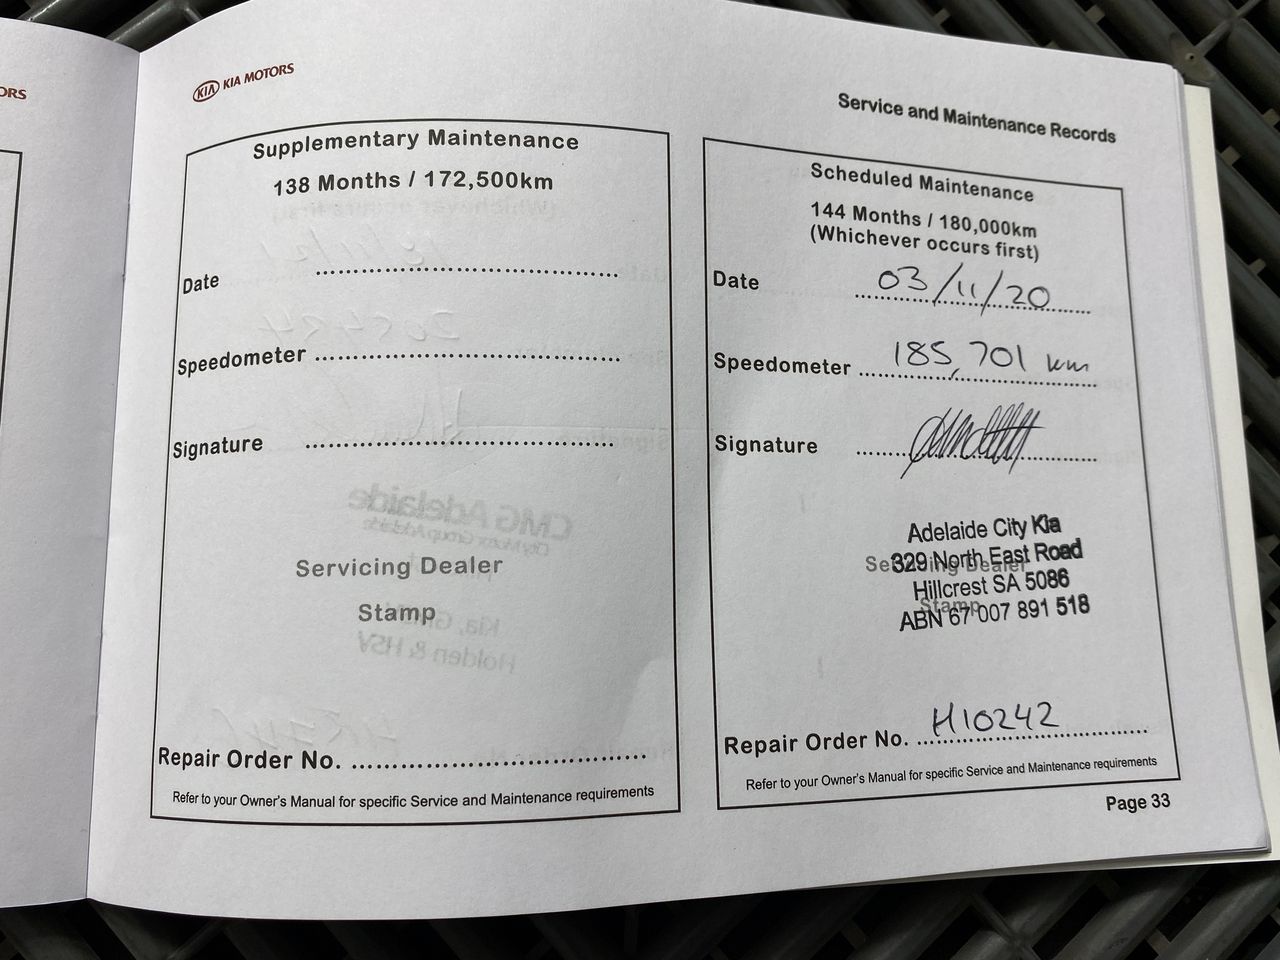 ORS
KIA KIA MOTORS
Service and Maintenance Records
Supplementary Maintenance
138 Months / 172,500km
Date
Speedometer
Signature
Servicing Dealer
Stamp
Repair Order No.
Refer to your Owner's Manual for specific Service and Maintenance requirements
Scheduled Maintenance
144 Months / 180,000km
(Whichever occurs first)
Date 03/11/20
Speedometer 185,701 km
Signature
Adelaide City Kia
Servicing Dealer
329 North East Road
Hillcrest SA 5086
Stamp
ABN 67 007 891 518
Repair Order No. H10242
Refer to your Owner's Manual for specific Service and Maintenance requirements
Page 33